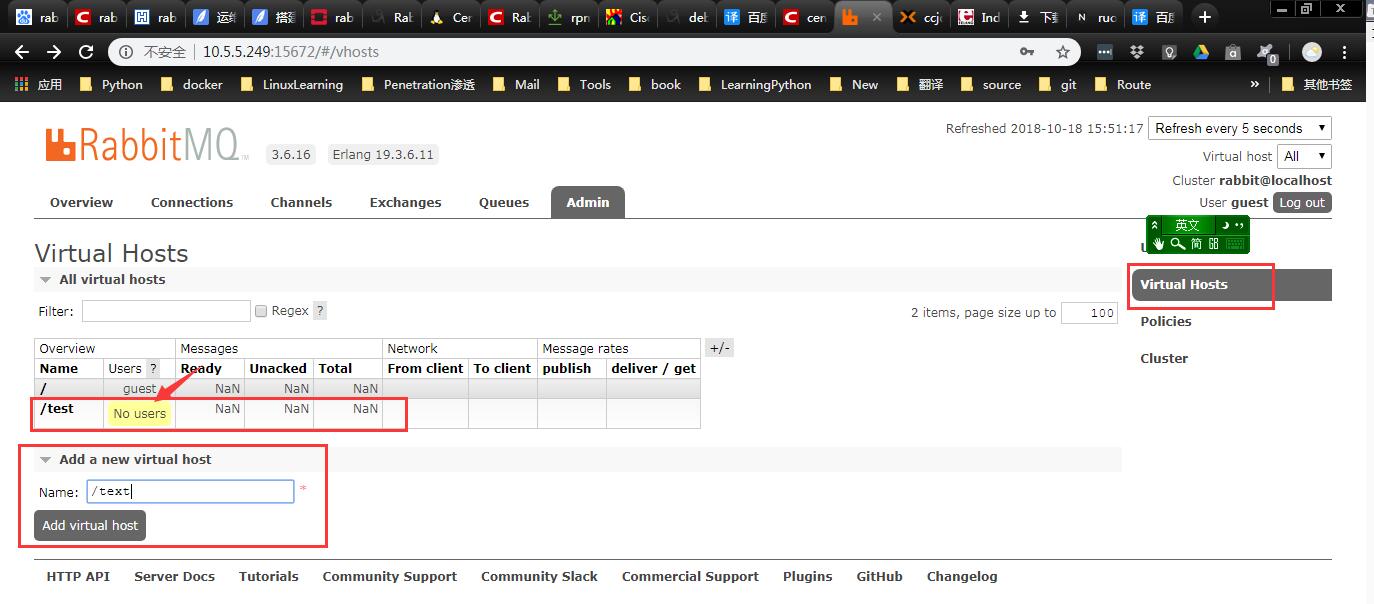 rab rab rab 运维 搭建 rab Rab Cer Rab rpn Cisc deb 百度 cen ccjc Ind 下载 ruo 百度
不安全 10.5.5.249:15672/#/vhosts
应用 Python docker LinuxLearning Penetration渗透 Mail Tools book LearningPython New 翻译 source git Route » 其他书签
RabbitMQ 3.6.16 Erlang 19.3.6.11
Refreshed 2018-10-18 15:51:17 Refresh every 5 seconds
Virtual host All
Cluster rabbit@localhost
User guest Log out
Overview Connections Channels Exchanges Queues Admin
英文
简
Virtual Hosts
All virtual hosts
Filter: Regex ? 2 items, page size up to 100
Virtual Hosts
Policies
Cluster
Overview Messages Network Message rates +/-
Name Users ? Ready Unacked Total From client To client publish deliver / get
/ guest NaN NaN NaN
/test No users NaN NaN NaN
Add a new virtual host
Name: /text *
Add virtual host
HTTP API Server Docs Tutorials Community Support Community Slack Commercial Support Plugins GitHub Changelog